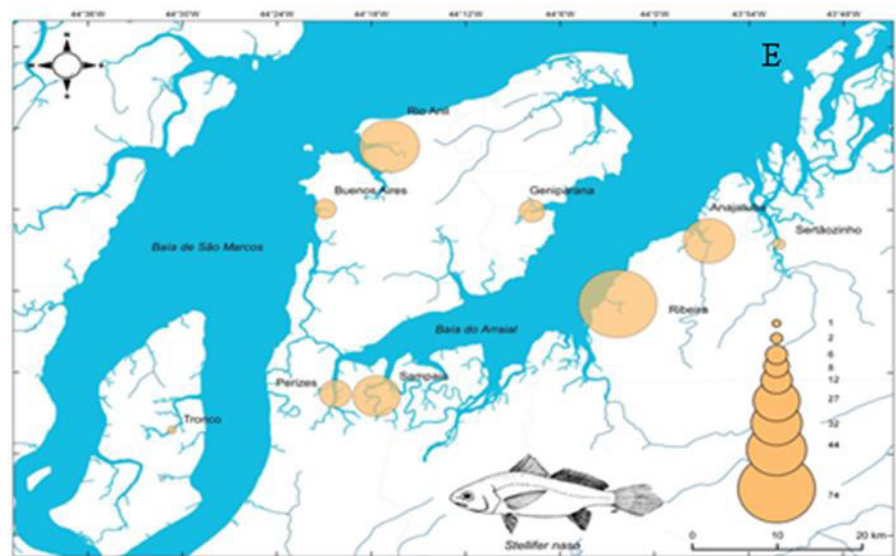 44°36'W 44°30'W 44°24'W 44°18'W 44°12'W 44°6'W 44°0'W 43°54'W 43°48'W
E
N
Rio Anil
Buenos Aires
Geniparana
Anajatuba
Sertãozinho
Baía de São Marcos
Ribeira
Baía do Arraial
Perizes
Sampaia
Tronco
1
2
6
8
12
27
32
44
74
Stellifer naso
0 10 20 km